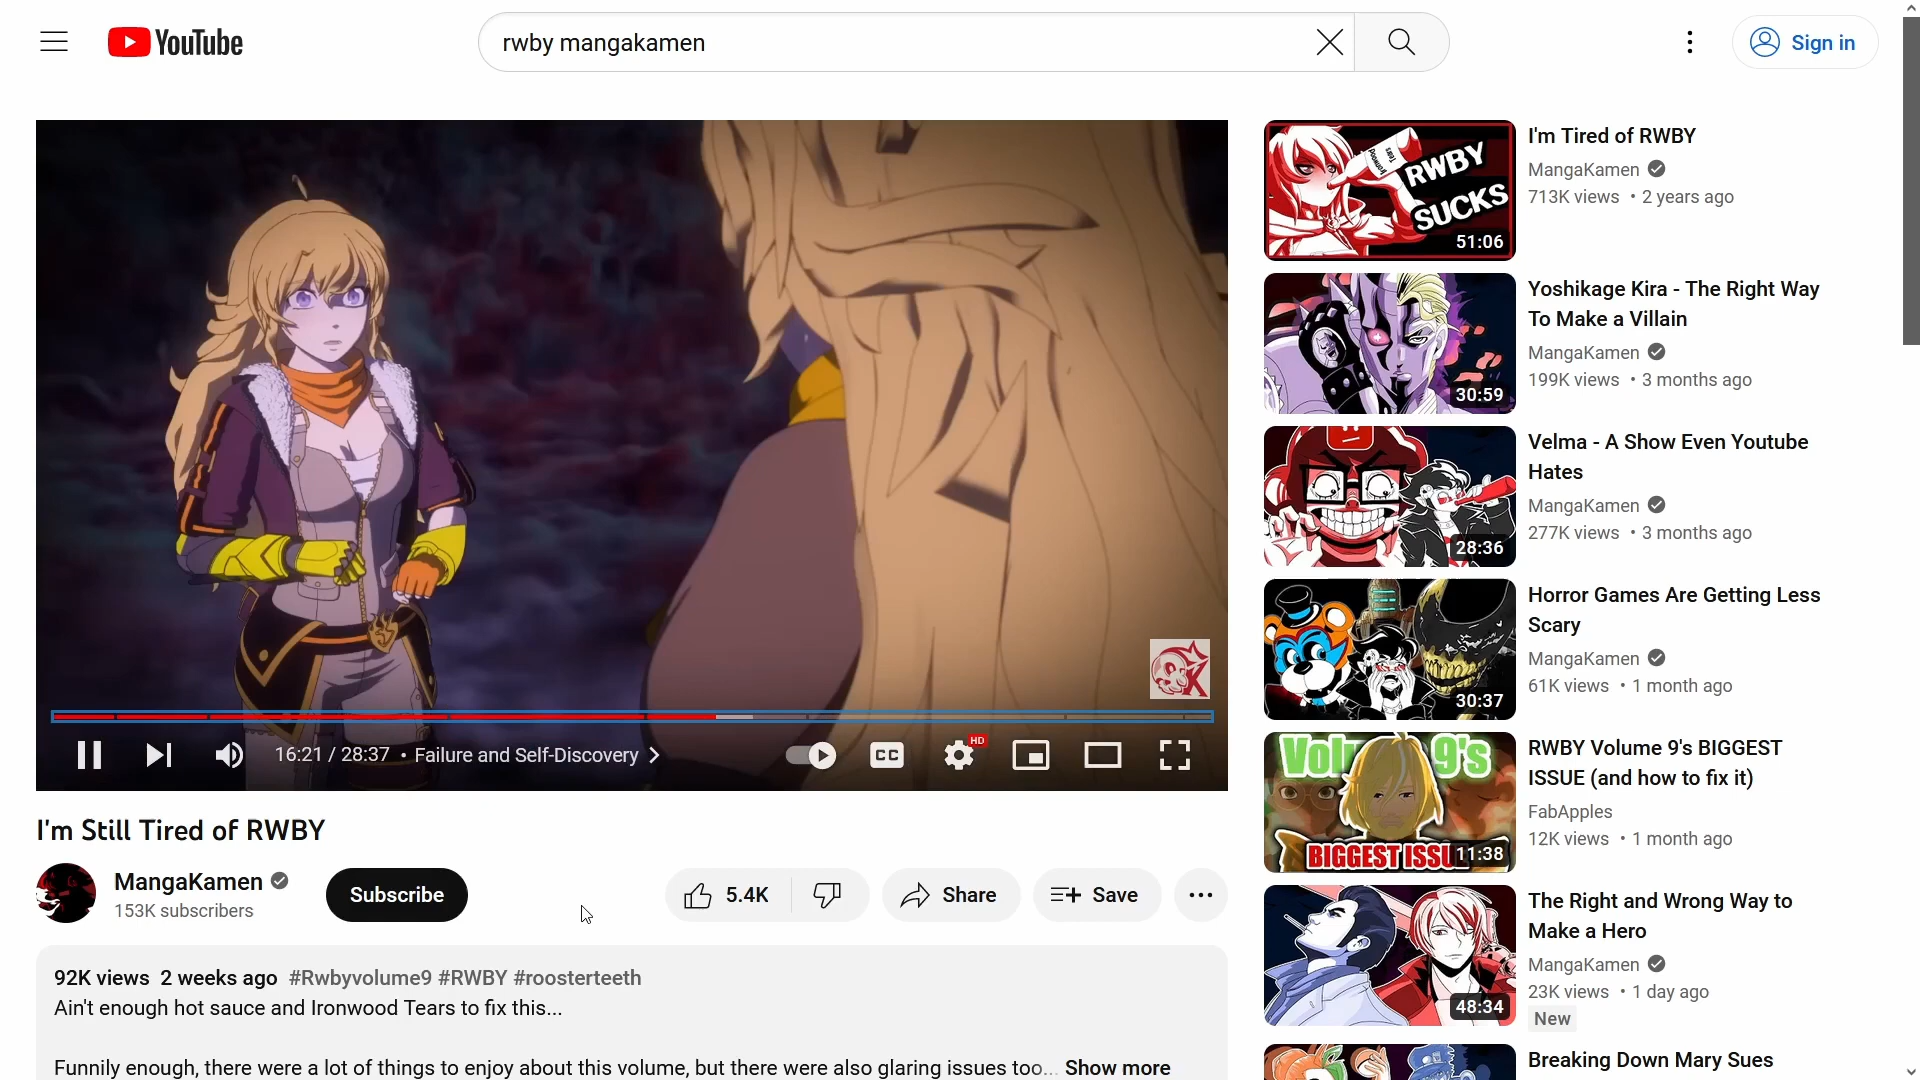 YouTube
rwby mangakamen
Sign in
16:21 / 28:37 • Failure and Self-Discovery
CC
HD
I'm Still Tired of RWBY
MangaKamen
153K subscribers
Subscribe
5.4K
Share
Save
92K views 2 weeks ago #Rwbyvolume9 #RWBY #roosterteeth
Ain't enough hot sauce and Ironwood Tears to fix this...
Funnily enough, there were a lot of things to enjoy about this volume, but there were also glaring issues too... Show more
RWBY
SUCKS
Ironwood
Tears
51:06
I'm Tired of RWBY
MangaKamen
713K views • 2 years ago
30:59
Yoshikage Kira - The Right Way
To Make a Villain
MangaKamen
199K views • 3 months ago
28:36
Velma - A Show Even Youtube
Hates
MangaKamen
277K views • 3 months ago
30:37
Horror Games Are Getting Less
Scary
MangaKamen
61K views • 1 month ago
9's
11:38
RWBY Volume 9's BIGGEST
ISSUE (and how to fix it)
FabApples
12K views • 1 month ago
BIGGEST
48:34
The Right and Wrong Way to
Make a Hero
MangaKamen
23K views • 1 day ago
New
Breaking Down Mary Sues